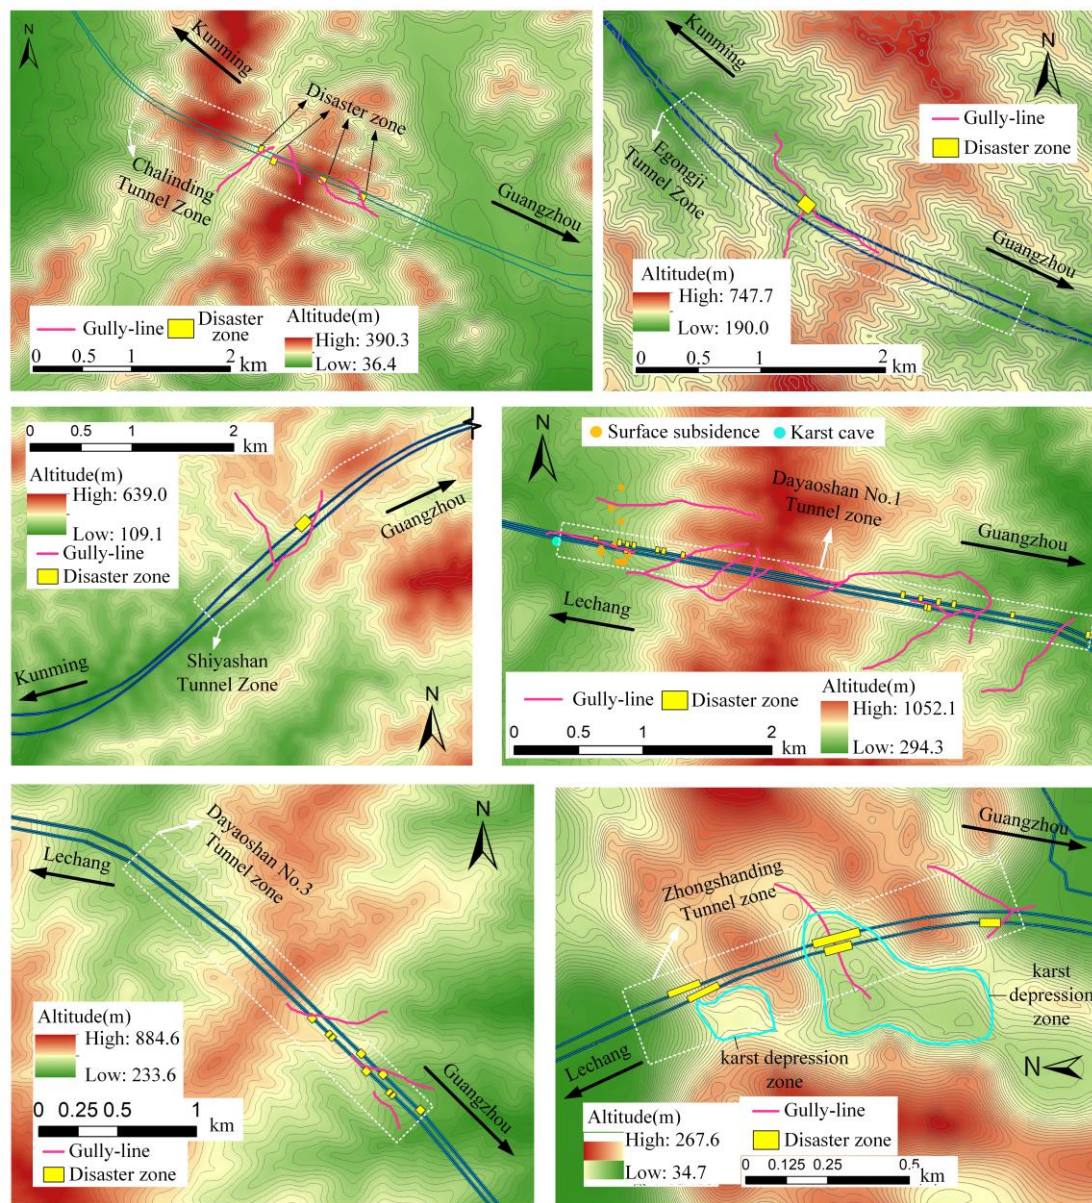 N
Kunming
Disaster zone
Chalinding
Tunnel Zone
Guangzhou
Gully-line
Disaster
zone
Altitude(m)
High: 390.3
Low: 36.4
0 0.5 1 2
km
Kunming
N
Gully-line
Disaster zone
Egongji
Tunnel Zone
Guangzhou
Altitude(m)
High: 747.7
Low: 190.0
0 0.5 1 2
km
0 0.5 1 2
km
Altitude(m)
High: 639.0
Low: 109.1
Gully-line
Disaster zone
Guangzhou
Shiyashan
Tunnel Zone
Kunming
N
N
Surface subsidence
Karst cave
Dayaoshan No.1
Tunnel zone
Guangzhou
Lechang
Gully-line
Disaster zone
Altitude(m)
High: 1052.1
Low: 294.3
0 0.5 1 2
km
Lechang
Dayaoshan No.3
Tunnel zone
N
Altitude(m)
High: 884.6
Low: 233.6
Guangzhou
0 0.25 0.5 1
km
Gully-line
Disaster zone
Guangzhou
Zhongshanding
Tunnel zone
karst
depression
zone
karst depression
zone
Lechang
N
Altitude(m)
High: 267.6
Low: 34.7
Gully-line
Disaster zone
0 0.125 0.25 0.5
km